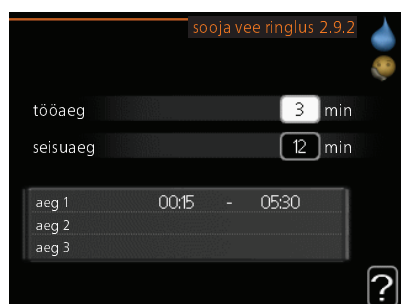 sooja vee ringlus 2.9.2
tööaeg 3 min
seisuaeg 12 min
aeg 1 00:15 - 05:30
aeg 2
aeg 3
?